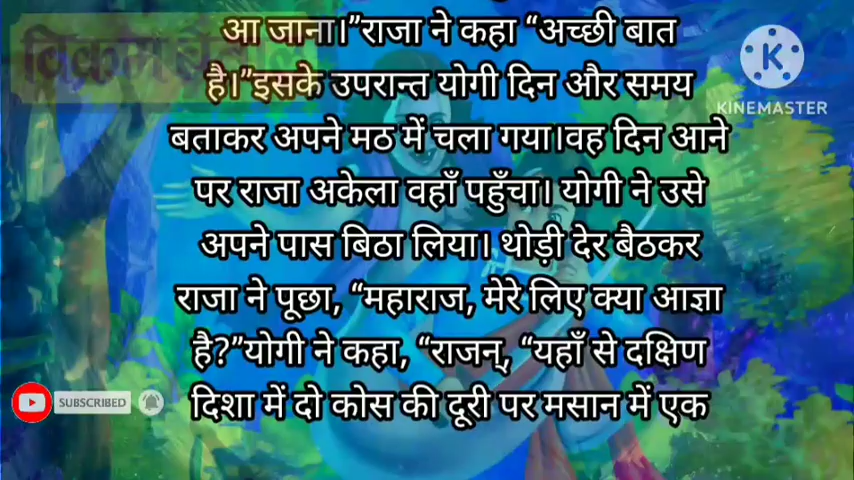 आ जाना।”राजा ने कहा “अच्छी बात
है।”इसके उपरान्त योगी दिन और समय
बताकर अपने मठ में चला गया।वह दिन आने
पर राजा अकेला वहाँ पहुँचा। योगी ने उसे
अपने पास बिठा लिया। थोड़ी देर बैठकर
राजा ने पूछा, “महाराज, मेरे लिए क्या आज्ञा
है?”योगी ने कहा, “राजन्, “यहाँ से दक्षिण
दिशा में दो कोस की दूरी पर मसान में एक
विक्रम
K
KINEMASTER
SUBSCRIBED